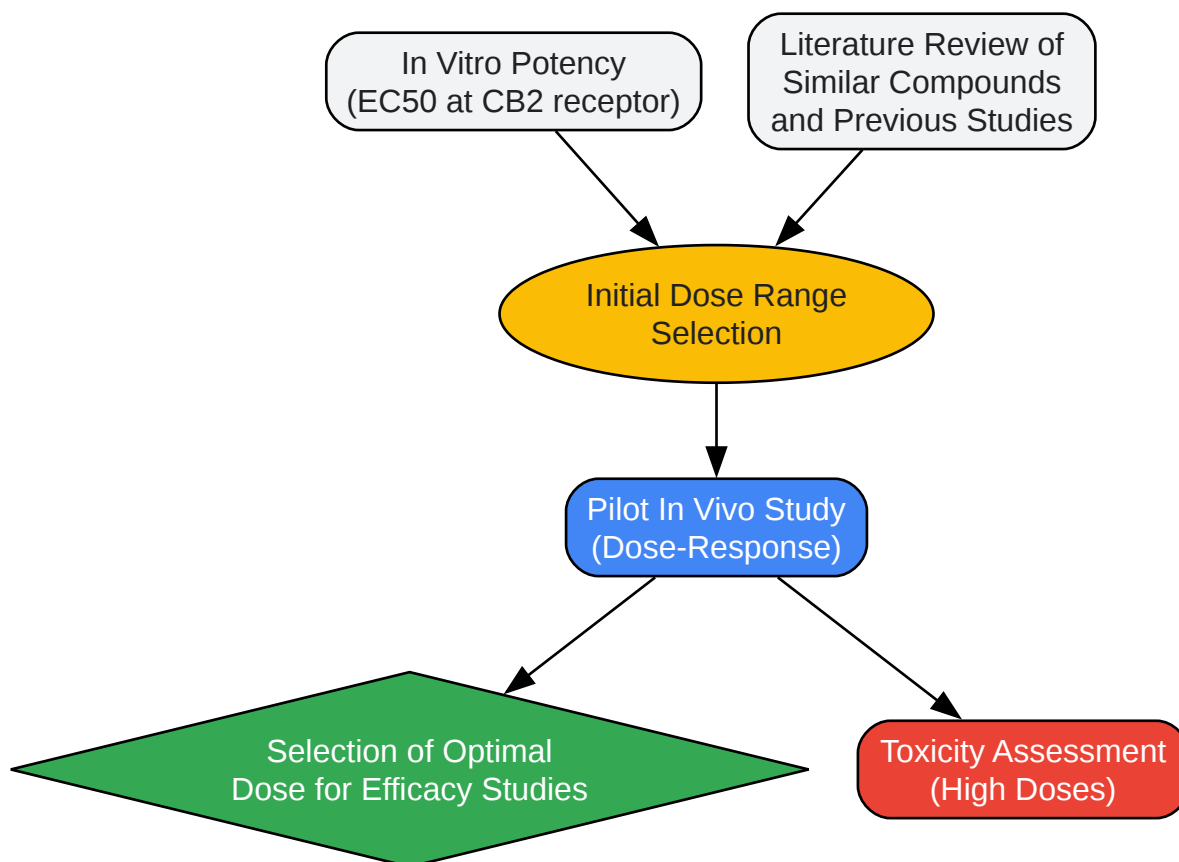 In Vitro Potency
(EC50 at CB2 receptor)
Literature Review of
Similar Compounds
and Previous Studies
Initial Dose Range
Selection
Pilot In Vivo Study
(Dose-Response)
Selection of Optimal
Dose for Efficacy Studies
Toxicity Assessment
(High Doses)